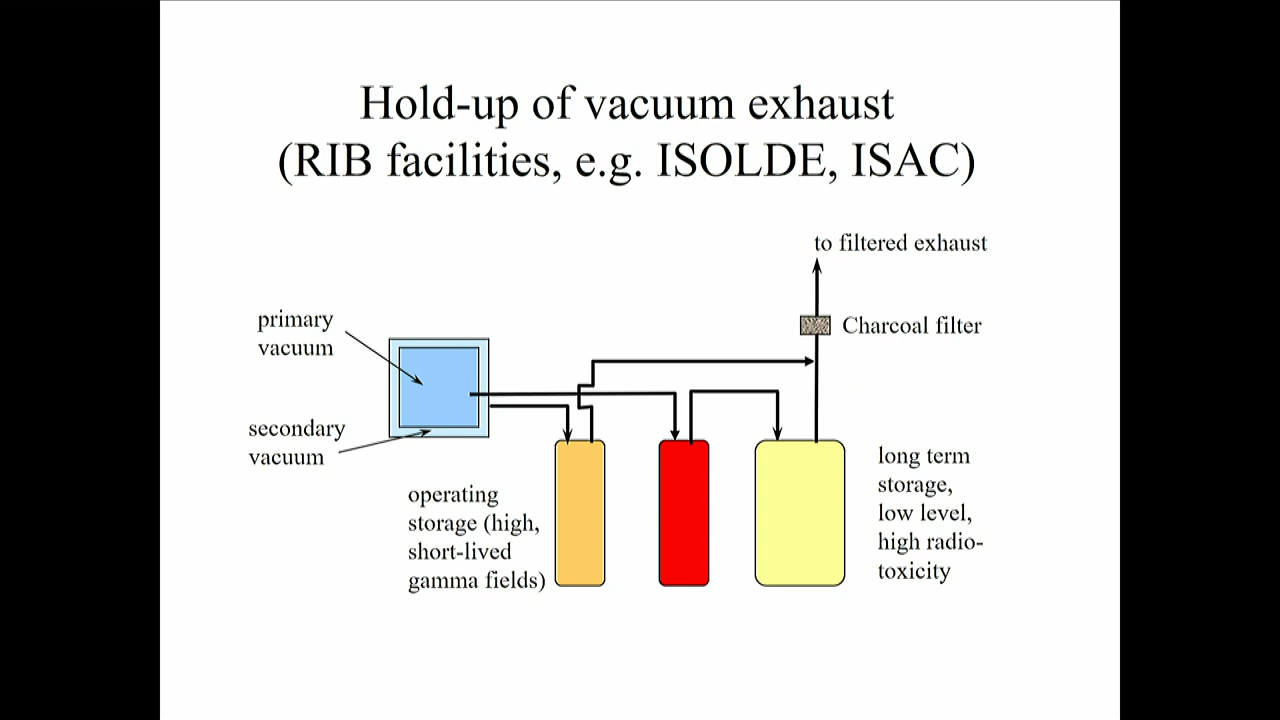 Hold-up of vacuum exhaust
(RIB facilities, e.g. ISOLDE, ISAC)
to filtered exhaust
Charcoal filter
primary
vacuum
secondary
vacuum
operating
storage (high,
short-lived
gamma fields)
long term
storage,
low level,
high radio-
toxicity